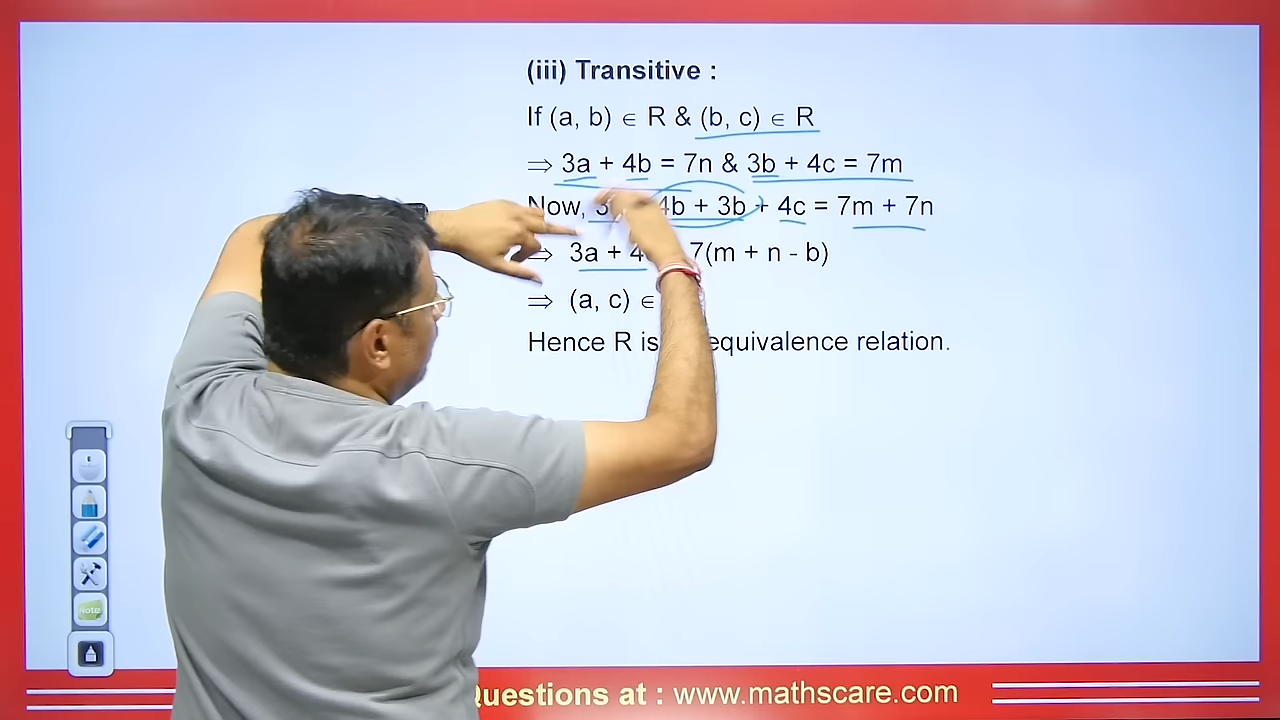 (iii) Transitive :
If (a, b) ∈ R & (b, c) ∈ R
⇒ 3a + 4b = 7n & 3b + 4c = 7m
Now, 4b + 3b + 4c = 7m + 7n
⇒ 3a + 4 7(m + n - b)
⇒ (a, c) ∈
Hence R is equivalence relation.
Note
Questions at : www.mathscare.com